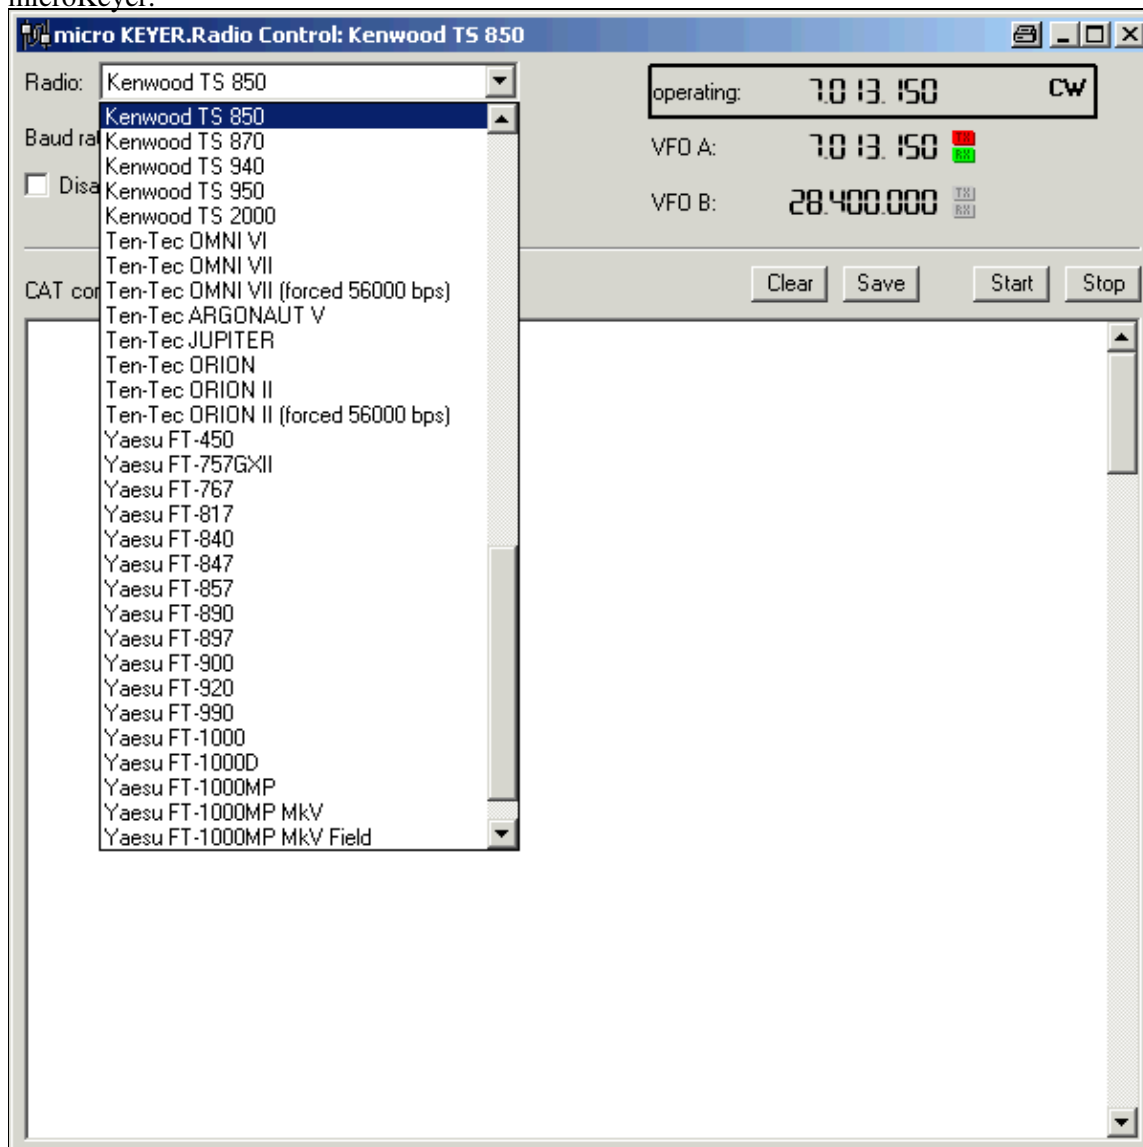 microKeyer.
micro KEYER.Radio Control: Kenwood TS 850
Radio: Kenwood TS 850
operating: 7.013.150 CW
Kenwood TS 850
Baud rat
Kenwood TS 870
VFO A: 7.013.150 TX RX
Kenwood TS 940
Disa
Kenwood TS 950
VFO B: 28.400.000 TX RX
Kenwood TS 2000
Ten-Tec OMNI VI
Ten-Tec OMNI VII
CAT con
Ten-Tec OMNI VII (forced 56000 bps)
Clear Save Start Stop
Ten-Tec ARGONAUT V
Ten-Tec JUPITER
Ten-Tec ORION
Ten-Tec ORION II
Ten-Tec ORION II (forced 56000 bps)
Yaesu FT-450
Yaesu FT-757GXII
Yaesu FT-767
Yaesu FT-817
Yaesu FT-840
Yaesu FT-847
Yaesu FT-857
Yaesu FT-890
Yaesu FT-897
Yaesu FT-900
Yaesu FT-920
Yaesu FT-990
Yaesu FT-1000
Yaesu FT-1000D
Yaesu FT-1000MP
Yaesu FT-1000MP MkV
Yaesu FT-1000MP MkV Field